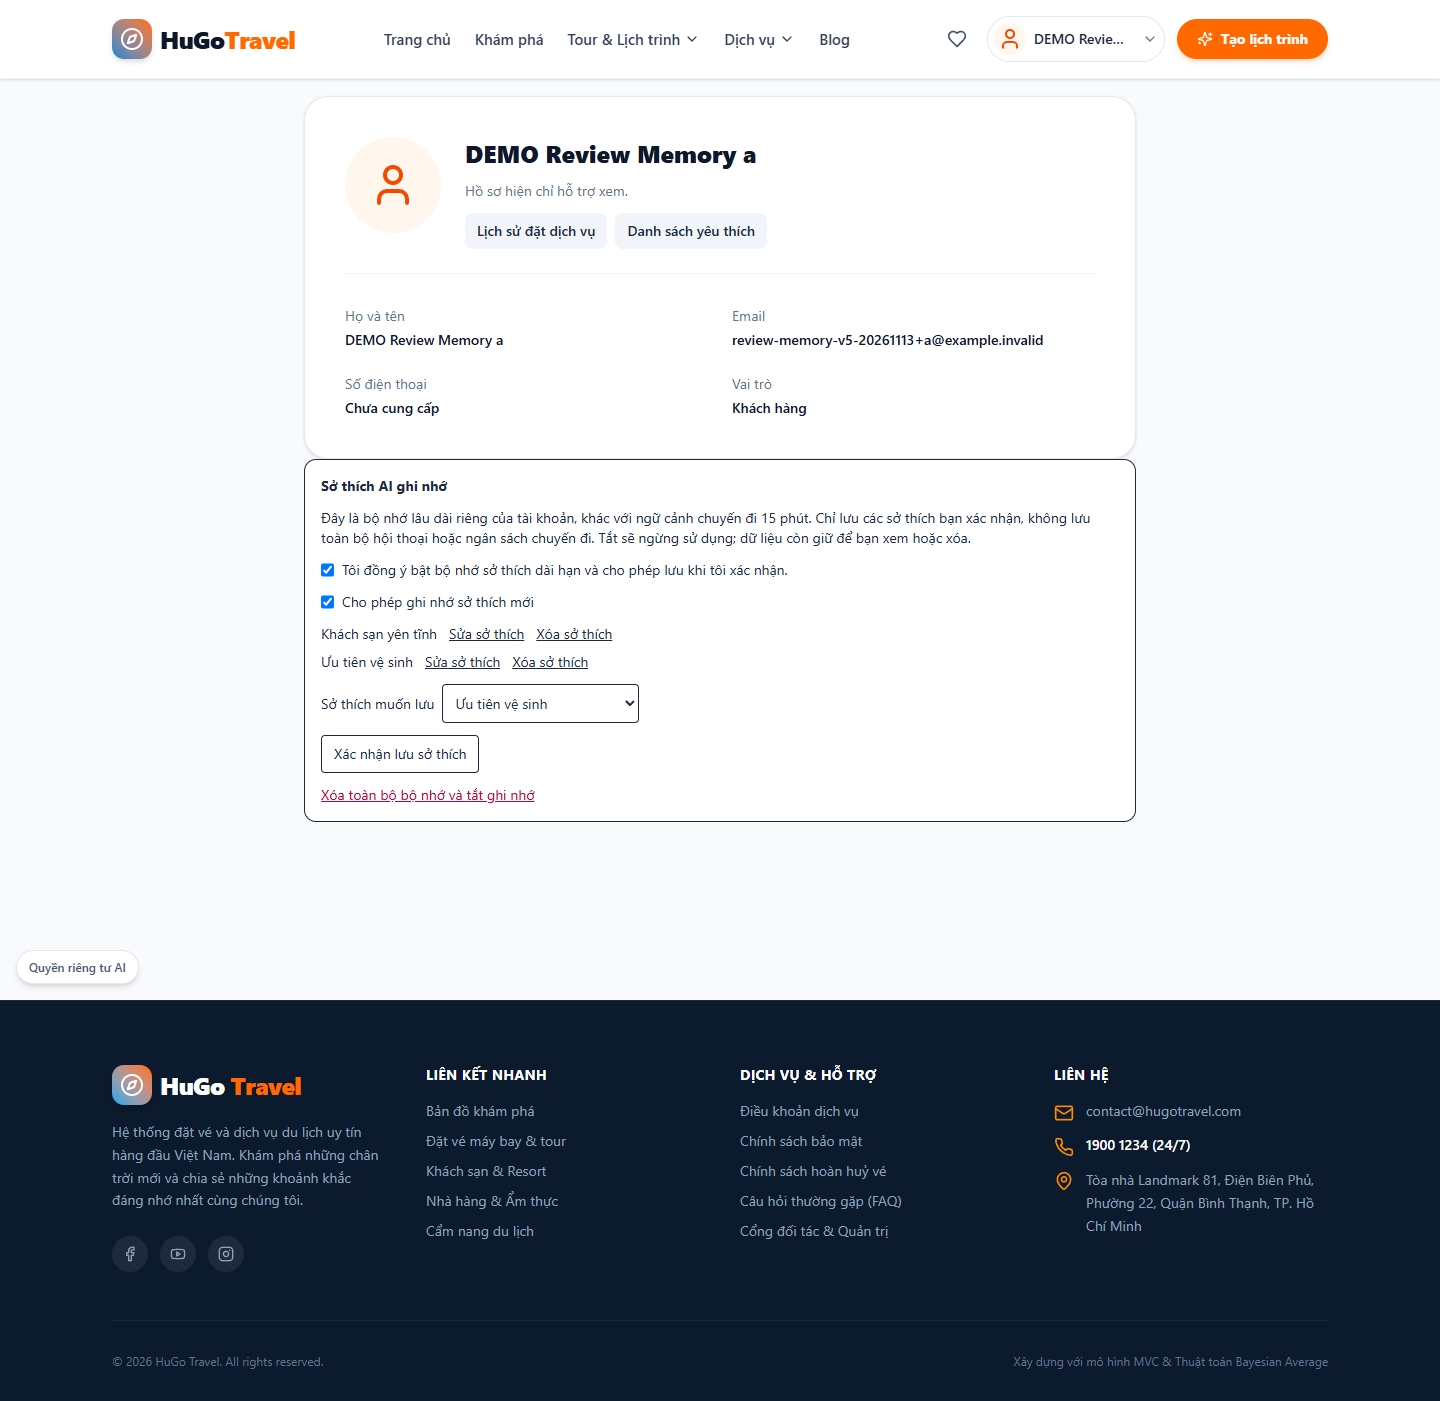 HuGoTravel
Trang chủ
Khám phá
Tour & Lịch trình
Dịch vụ
Blog
DEMO Revie...
Tạo lịch trình
DEMO Review Memory a
Hồ sơ hiện chỉ hỗ trợ xem.
Lịch sử đặt dịch vụ
Danh sách yêu thích
Họ và tên
DEMO Review Memory a
Email
review-memory-v5-20261113+a@example.invalid
Số điện thoại
Chưa cung cấp
Vai trò
Khách hàng
Sở thích AI ghi nhớ
Đây là bộ nhớ lâu dài riêng của tài khoản, khác với ngữ cảnh chuyến đi 15 phút. Chỉ lưu các sở thích bạn xác nhận, không lưu
toàn bộ hội thoại hoặc ngân sách chuyến đi. Tắt sẽ ngừng sử dụng; dữ liệu còn giữ để bạn xem hoặc xóa.
Tôi đồng ý bật bộ nhớ sở thích dài hạn và cho phép lưu khi tôi xác nhận.
Cho phép ghi nhớ sở thích mới
Khách sạn yên tĩnh Sửa sở thích Xóa sở thích
Ưu tiên vệ sinh Sửa sở thích Xóa sở thích
Sở thích muốn lưu Ưu tiên vệ sinh
Xác nhận lưu sở thích
Xóa toàn bộ bộ nhớ và tắt ghi nhớ
Quyền riêng tư AI
HuGo Travel
Hệ thống đặt vé và dịch vụ du lịch uy tín
hàng đầu Việt Nam. Khám phá những chân
trời mới và chia sẻ những khoảnh khắc
đáng nhớ nhất cùng chúng tôi.
LIÊN KẾT NHANH
Bản đồ khám phá
Đặt vé máy bay & tour
Khách sạn & Resort
Nhà hàng & Ẩm thực
Cẩm nang du lịch
DỊCH VỤ & HỖ TRỢ
Điều khoản dịch vụ
Chính sách bảo mật
Chính sách hoàn huỷ vé
Câu hỏi thường gặp (FAQ)
Cổng đối tác & Quản trị
LIÊN HỆ
contact@hugotravel.com
1900 1234 (24/7)
Tòa nhà Landmark 81, Điện Biên Phủ,
Phường 22, Quận Bình Thạnh, TP. Hồ
Chí Minh
© 2026 HuGo Travel. All rights reserved.
Xây dựng với mô hình MVC & Thuật toán Bayesian Average